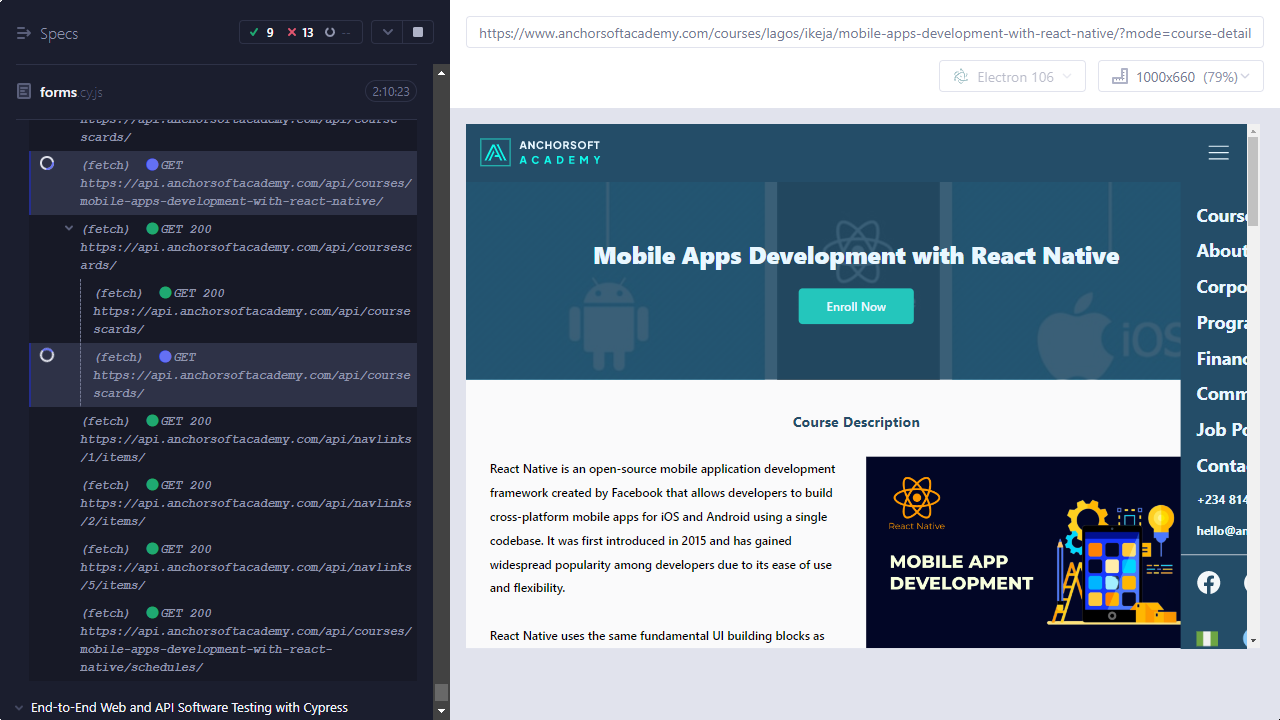 Specs
9
13
--
forms.cy.js
2:10:23
https://api.anchorsoftacademy.com/api/course
scards/
(fetch) GET
https://api.anchorsoftacademy.com/api/courses/
mobile-apps-development-with-react-native/
(fetch) GET 200
https://api.anchorsoftacademy.com/api/coursesc
ards/
(fetch) GET 200
https://api.anchorsoftacademy.com/api/course
scards/
(fetch) GET
https://api.anchorsoftacademy.com/api/course
scards/
(fetch) GET 200
https://api.anchorsoftacademy.com/api/navlinks
/1/items/
(fetch) GET 200
https://api.anchorsoftacademy.com/api/navlinks
/2/items/
(fetch) GET 200
https://api.anchorsoftacademy.com/api/navlinks
/5/items/
(fetch) GET 200
https://api.anchorsoftacademy.com/api/courses/
mobile-apps-development-with-react-
native/schedules/
End-to-End Web and API Software Testing with Cypress
https://www.anchorsoftacademy.com/courses/lagos/ikeja/mobile-apps-development-with-react-native/?mode=course-detail
Electron 106
1000x660 (79%)
ANCHORSOFT
ACADEMY
Mobile Apps Development with React Native
Enroll Now
iOS
Course Description
React Native is an open-source mobile application development
framework created by Facebook that allows developers to build
cross-platform mobile apps for iOS and Android using a single
codebase. It was first introduced in 2015 and has gained
widespread popularity among developers due to its ease of use
and flexibility.
React Native uses the same fundamental UI building blocks as
React Native
MOBILE APP
DEVELOPMENT
Course
About
Corpo
Progra
Financ
Comm
Job Po
Conta
+234 814
hello@an